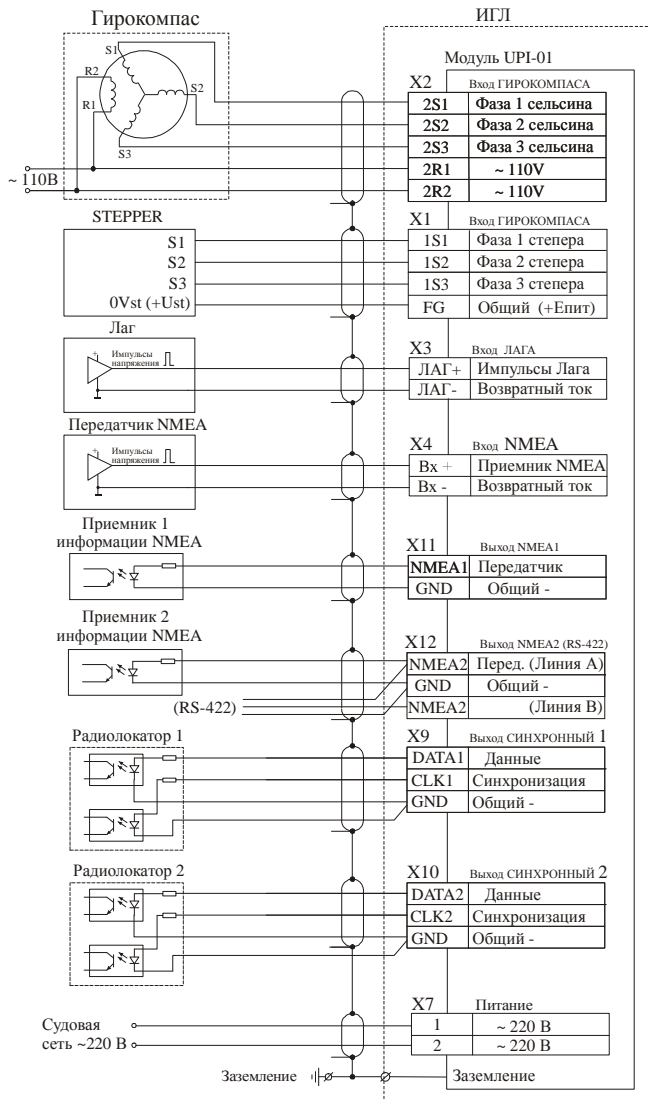 Гирокомпас
ИГЛ
Модуль UPI-01
S1
R2
S2
R1
S3
~ 110В
X2 Вход ГИРОКОМПАСА
2S1 Фаза 1 сельсина
2S2 Фаза 2 сельсина
2S3 Фаза 3 сельсина
2R1 ~ 110V
2R2 ~ 110V
STEPPER
S1
S2
S3
0Vst (+Ust)
X1 Вход ГИРОКОМПАСА
1S1 Фаза 1 степера
1S2 Фаза 2 степера
1S3 Фаза 3 степера
FG Общий (+Епит)
Лаг
+
Импульсы
напряжения
X3 Вход ЛАГА
ЛАГ+ Импульсы Лага
ЛАГ- Возвратный ток
Передатчик NMEA
+
Импульсы
напряжения
X4 Вход NMEA
Вх + Приемник NMEA
Вх - Возвратный ток
Приемник 1
информации NMEA
X11 Выход NMEA1
NMEA1 Передатчик
GND Общий -
Приемник 2
информации NMEA
(RS-422)
X12 Выход NMEA2 (RS-422)
NMEA2 Перед. (Линия А)
GND Общий -
NMEA2 (Линия В)
Радиолокатор 1
X9 Выход СИНХРОННЫЙ 1
DATA1 Данные
CLK1 Синхронизация
GND Общий -
Радиолокатор 2
X10 Выход СИНХРОННЫЙ 2
DATA2 Данные
CLK2 Синхронизация
GND Общий -
Судовая
сеть ~220 В
X7 Питание
1 ~ 220 В
2 ~ 220 В
Заземление
Заземление